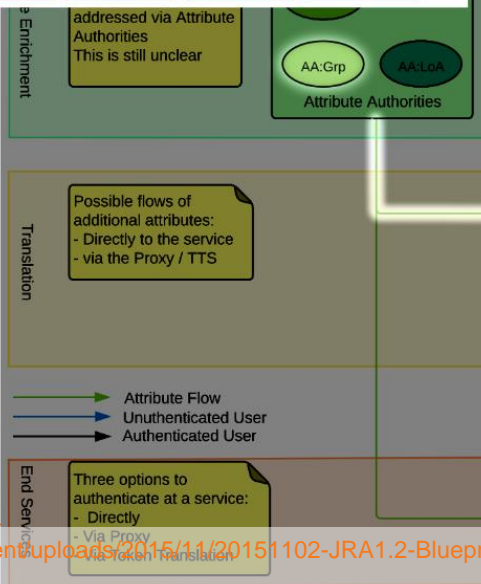 e Enrichment
addressed via Attribute
Authorities
This is still unclear
AA:Grp
AA:LoA
Attribute Authorities
Translation
Possible flows of
additional attributes:
- Directly to the service
- via the Proxy / TTS
Attribute Flow
Unuthenticated User
Authenticated User
End Services
Three options to
authenticate at a service:
- Directly
- Via Proxy
- Via Token Translation
ent/uploads/2015/11/20151102-JRA1.2-Bluepr